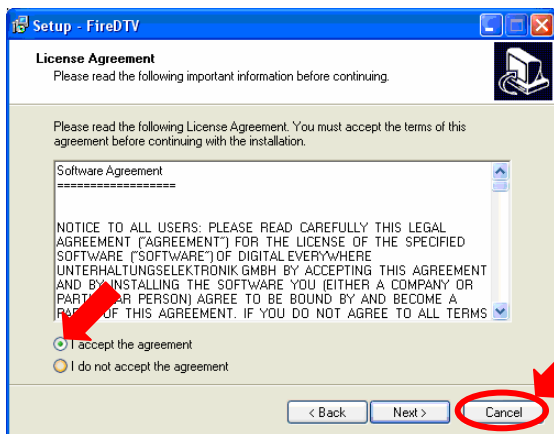 Setup - FireDTV
License Agreement
Please read the following important information before continuing.
Please read the following License Agreement. You must accept the terms of this
agreement before continuing with the installation.
Software Agreement
==================
NOTICE TO ALL USERS: PLEASE READ CAREFULLY THIS LEGAL
AGREEMENT ("AGREEMENT") FOR THE LICENSE OF THE SPECIFIED
SOFTWARE ("SOFTWARE") OF DIGITAL EVERYWHERE
UNTERHALTUNGSELEKTRONIK GMBH BY ACCEPTING THIS AGREEMENT
AND BY INSTALLING THE SOFTWARE YOU (EITHER A COMPANY OR
PARTICULAR PERSON) AGREE TO BE BOUND BY AND BECOME A
OF THIS AGREEMENT. IF YOU DO NOT AGREE TO ALL TERMS
I accept the agreement
I do not accept the agreement
< Back
Next >
Cancel